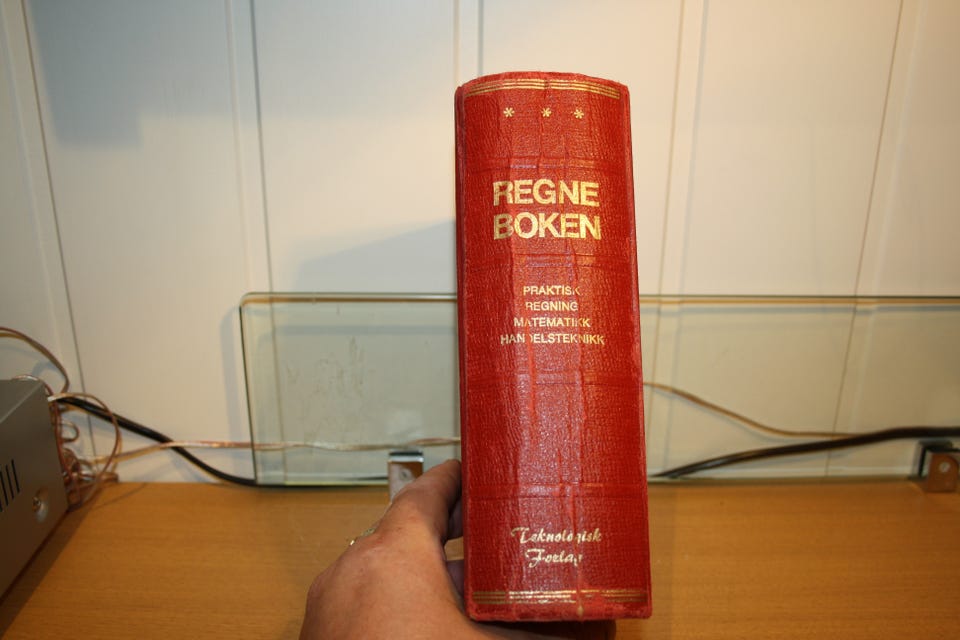 * * *
REGNE
BOKEN
PRAKTISK
REGNING
MATEMATIKK
HANDELSTEKNIKK
Teknologisk
Forlag